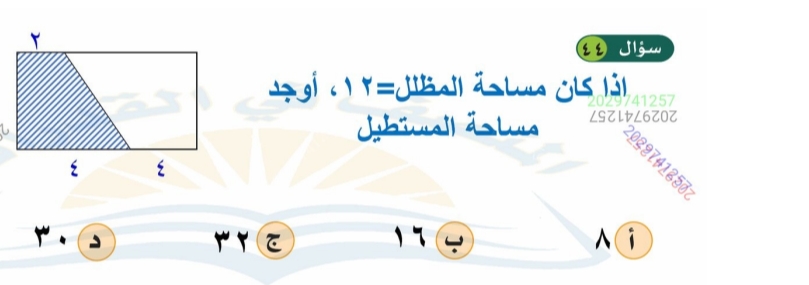 سؤال ٤٤
اذا كان مساحة المظلل=١٢، أوجد
مساحة المستطيل
٢
٤ ٤
أ ٨
ب ١٦
ج ٣٢
د ٣٠
2029741257
2029741257
2029741257